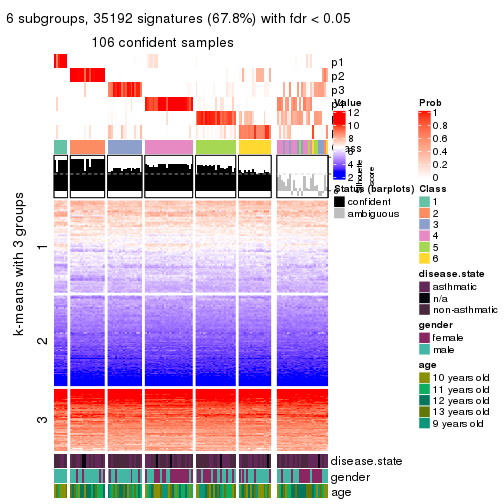 6 subgroups, 35192 signatures (67.8%) with fdr < 0.05
106 confident samples
p1
p2
p3
Class
k-means with 3 groups
1
2
3
disease.state
gender
age
Value
12
10
8
6
4
2
Status (barplots)
confident
ambiguous
Prob
1
0.8
0.6
0.4
0.2
0
Class
1
2
3
4
5
6
disease.state
asthmatic
n/a
non-asthmatic
gender
female
male
age
10 years old
11 years old
12 years old
13 years old
9 years old